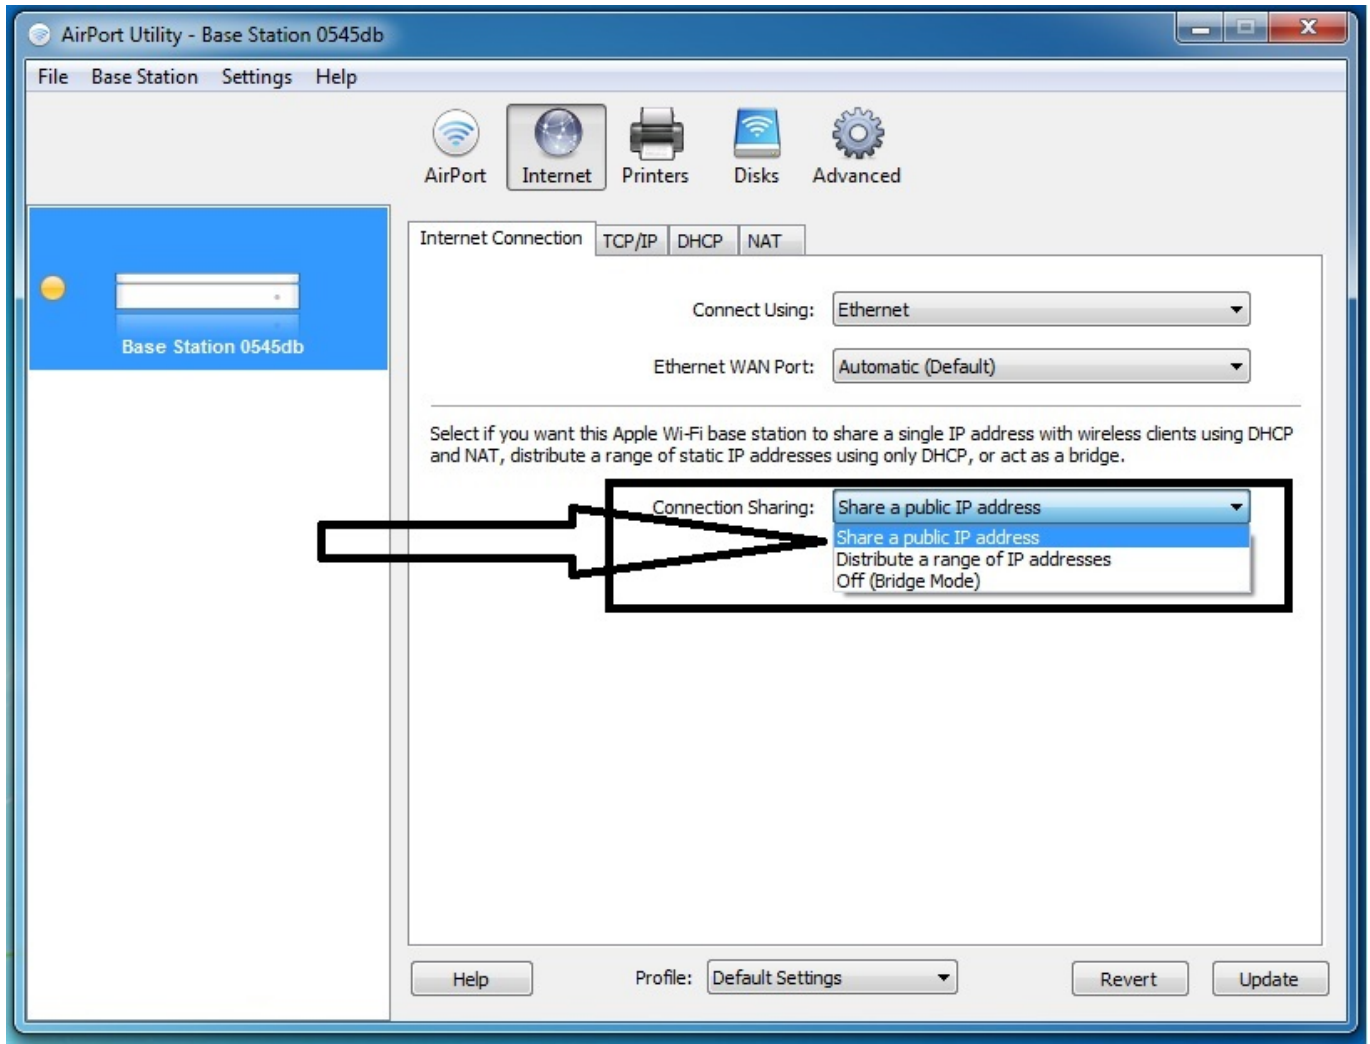 AirPort Utility - Base Station 0545db
File Base Station Settings Help
AirPort Internet Printers Disks Advanced
Internet Connection TCP/IP DHCP NAT
Base Station 0545db
Connect Using: Ethernet
Ethernet WAN Port: Automatic (Default)
Select if you want this Apple Wi-Fi base station to share a single IP address with wireless clients using DHCP
and NAT, distribute a range of static IP addresses using only DHCP, or act as a bridge.
Connection Sharing: Share a public IP address
Share a public IP address
Distribute a range of IP addresses
Off (Bridge Mode)
Help Profile: Default Settings Revert Update